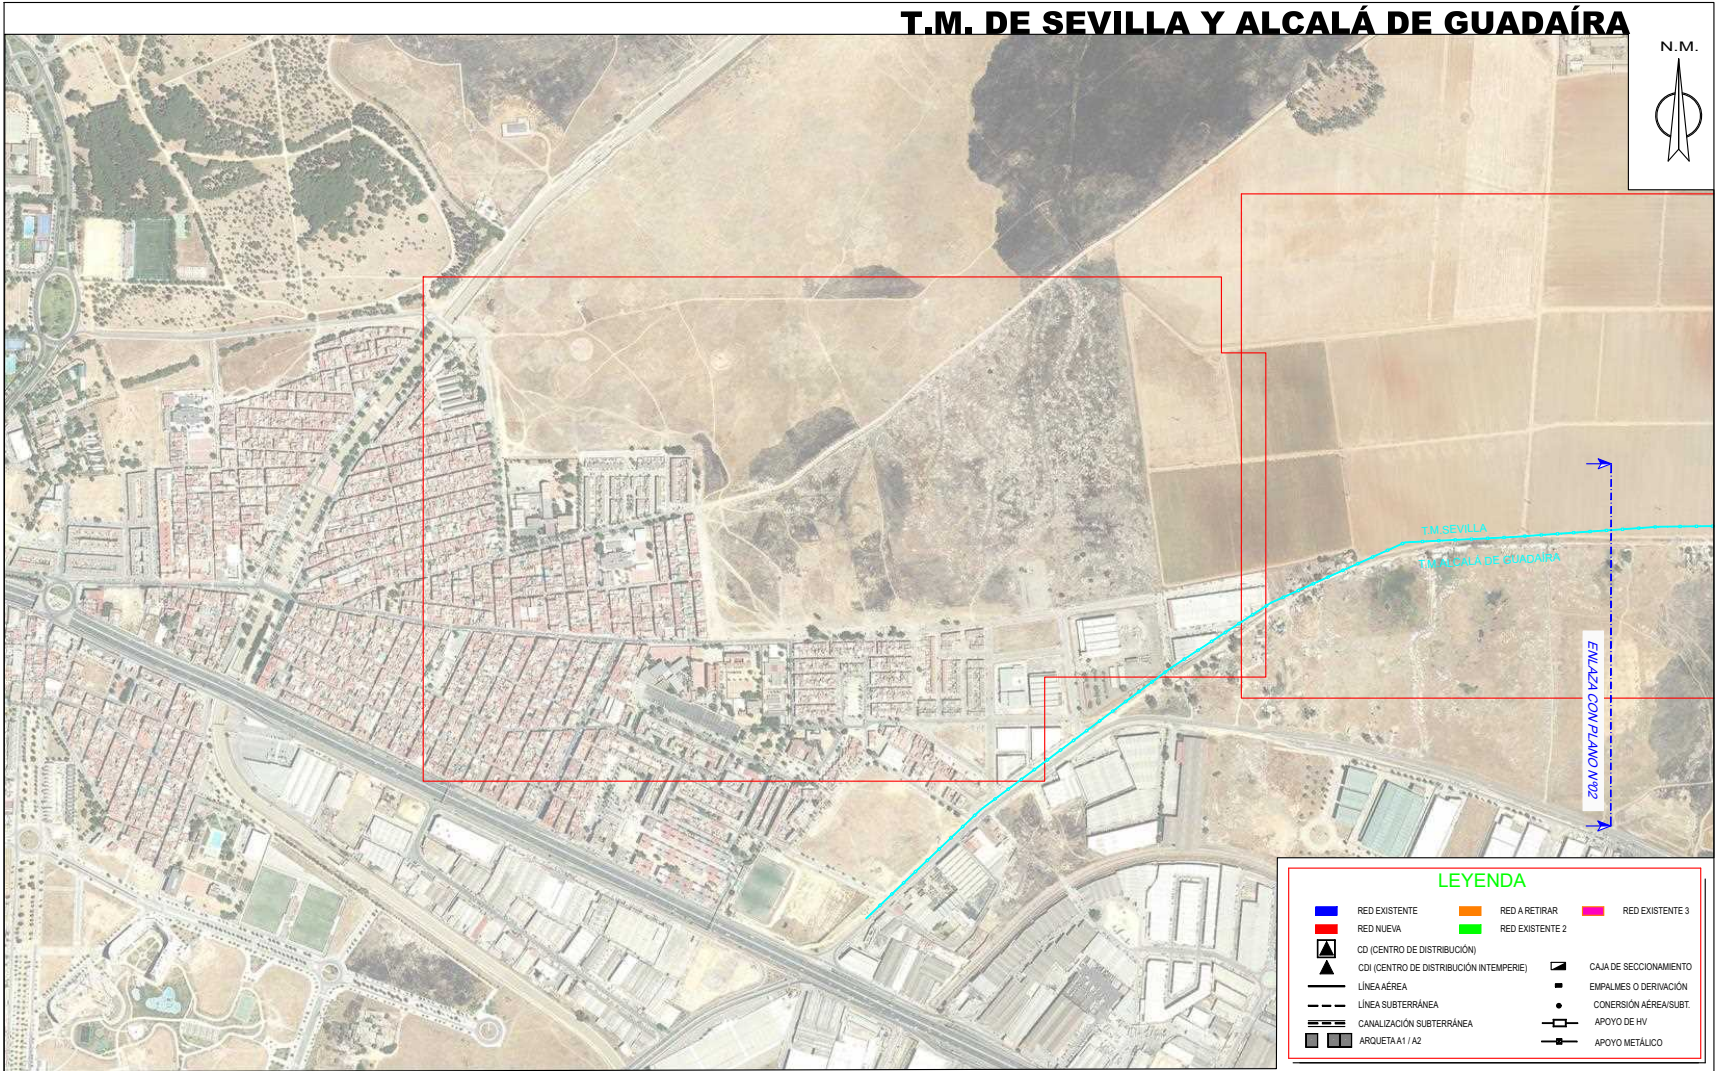 T.M. DE SEVILLA Y ALCALÁ DE GUADAÍRA
N.M.
T.M.SEVILLA
T.M.ALCALÁ DE GUADAÍRA
ENLAZA CON PLANO Nº02
LEYENDA
RED EXISTENTE
RED A RETIRAR
RED EXISTENTE 3
RED NUEVA
RED EXISTENTE 2
CD (CENTRO DE DISTRIBUCIÓN)
CDI (CENTRO DE DISTRIBUCIÓN INTEMPERIE)
CAJA DE SECCIONAMIENTO
LÍNEA AÉREA
EMPALMES O DERIVACIÓN
LÍNEA SUBTERRÁNEA
CONERSIÓN AÉREA/SUBT.
CANALIZACIÓN SUBTERRÁNEA
APOYO DE HV
ARQUETA A1 / A2
APOYO METÁLICO